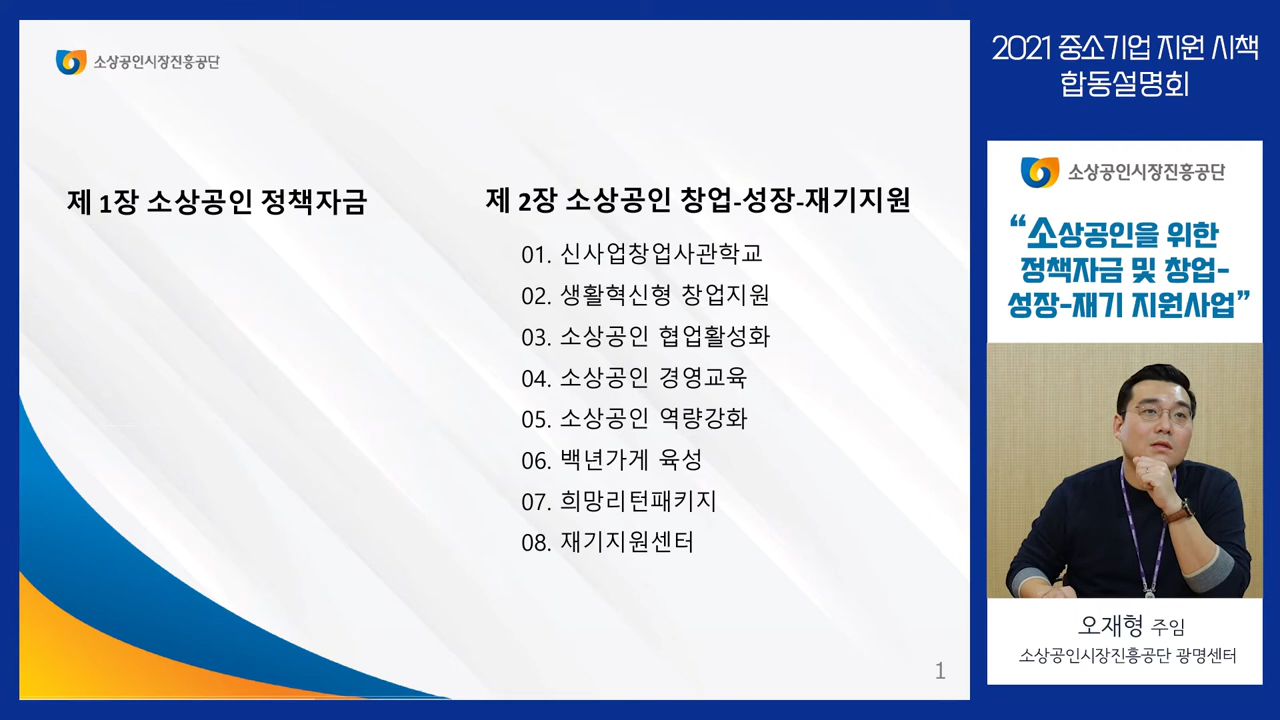 소상공인시장진흥공단
제 1장 소상공인 정책자금
제 2장 소상공인 창업-성장-재기지원
01. 신사업창업사관학교
02. 생활혁신형 창업지원
03. 소상공인 협업활성화
04. 소상공인 경영교육
05. 소상공인 역량강화
06. 백년가게 육성
07. 희망리턴패키지
08. 재기지원센터
1
2021 중소기업 지원 시책
합동설명회
소상공인시장진흥공단
“소상공인을 위한
정책자금 및 창업-
성장-재기 지원사업”
오재형 주임
소상공인시장진흥공단 광명센터